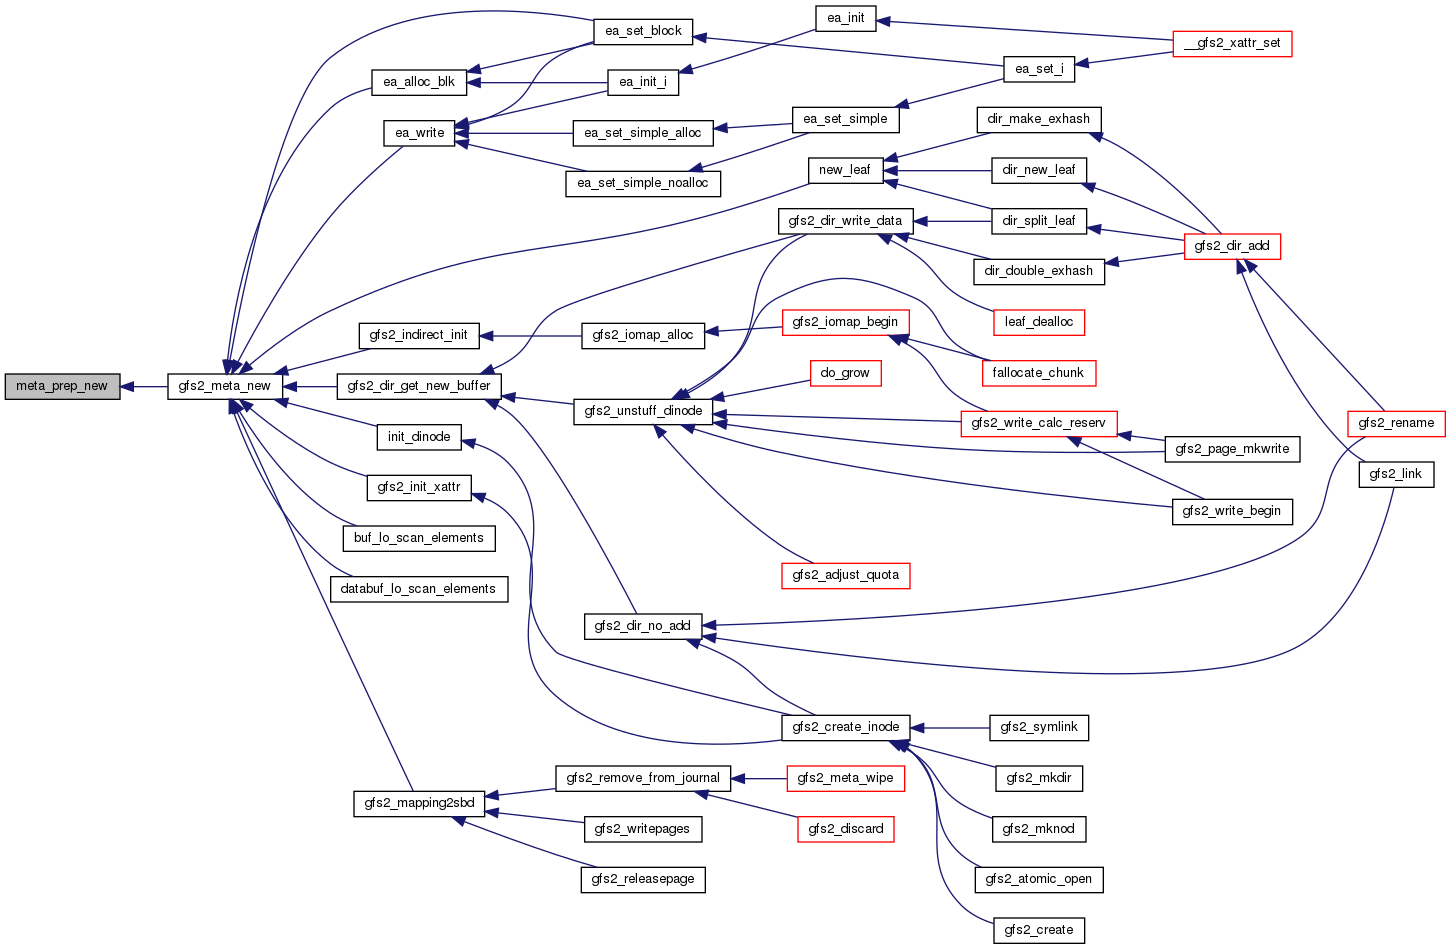 ea_init
ea_set_block
__gfs2_xattr_set
ea_alloc_blk
ea_init_i
ea_set_i
ea_write
ea_set_simple_alloc
ea_set_simple
dir_make_exhash
ea_set_simple_noalloc
new_leaf
dir_new_leaf
gfs2_dir_write_data
dir_split_leaf
gfs2_dir_add
dir_double_exhash
gfs2_indirect_init
gfs2_iomap_alloc
gfs2_iomap_begin
leaf_dealloc
meta_prep_new
gfs2_meta_new
gfs2_dir_get_new_buffer
do_grow
fallocate_chunk
gfs2_unstuff_dinode
gfs2_write_calc_reserv
gfs2_rename
init_dinode
gfs2_page_mkwrite
gfs2_link
gfs2_init_xattr
gfs2_write_begin
buf_lo_scan_elements
gfs2_adjust_quota
databuf_lo_scan_elements
gfs2_dir_no_add
gfs2_create_inode
gfs2_symlink
gfs2_mapping2sbd
gfs2_remove_from_journal
gfs2_meta_wipe
gfs2_mkdir
gfs2_writepages
gfs2_discard
gfs2_mknod
gfs2_releasepage
gfs2_atomic_open
gfs2_create